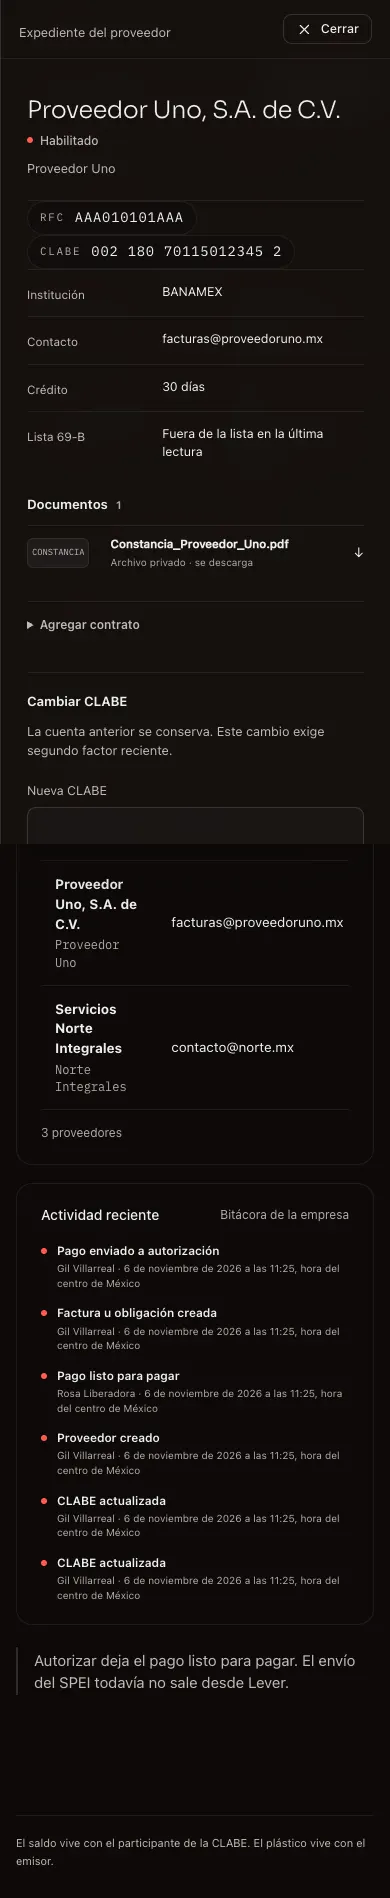 Expediente del proveedor
Cerrar
Proveedor Uno, S.A. de C.V.
Habilitado
Proveedor Uno
RFC AAA010101AAA
CLABE 002 180 70115012345 2
Institución BANAMEX
Contacto facturas@proveedoruno.mx
Crédito 30 días
Lista 69-B Fuera de la lista en la última
lectura
Documentos 1
CONSTANCIA
Constancia_Proveedor_Uno.pdf
Archivo privado · se descarga
Agregar contrato
Cambiar CLABE
La cuenta anterior se conserva. Este cambio exige
segundo factor reciente.
Nueva CLABE
Proveedor
Uno, S.A. de
C.V.
Proveedor
Uno
facturas@proveedoruno.mx
Servicios
Norte
Integrales
Norte
Integrales
contacto@norte.mx
3 proveedores
Actividad reciente
Bitácora de la empresa
Pago enviado a autorización
Gil Villarreal · 6 de noviembre de 2026 a las 11:25, hora del
centro de México
Factura u obligación creada
Gil Villarreal · 6 de noviembre de 2026 a las 11:25, hora del
centro de México
Pago listo para pagar
Rosa Liberadora · 6 de noviembre de 2026 a las 11:25, hora
del centro de México
Proveedor creado
Gil Villarreal · 6 de noviembre de 2026 a las 11:25, hora del
centro de México
CLABE actualizada
Gil Villarreal · 6 de noviembre de 2026 a las 11:25, hora del
centro de México
CLABE actualizada
Gil Villarreal · 6 de noviembre de 2026 a las 11:25, hora del
centro de México
Autorizar deja el pago listo para pagar. El envío
del SPEI todavía no sale desde Lever.
El saldo vive con el participante de la CLABE. El plástico vive con el
emisor.